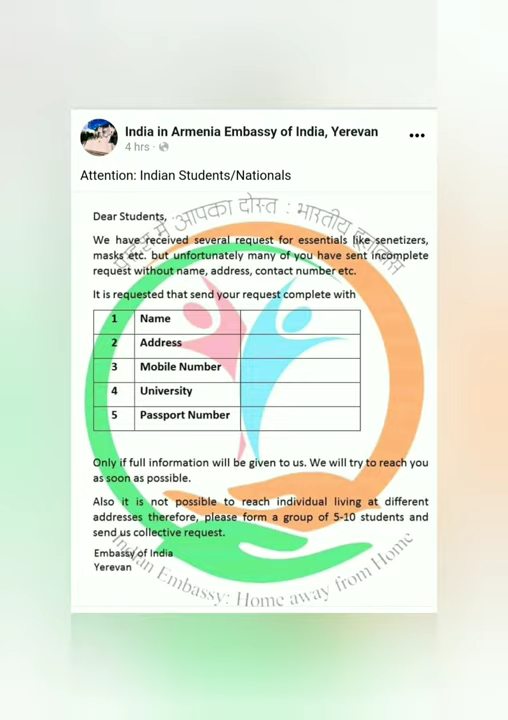 India in Armenia Embassy of India, Yerevan
4 hrs ·
Attention: Indian Students/Nationals
परदेस में आपका दोस्त : भारतीय दूतावास
Dear Students,
We have received several request for essentials like senetizers,
masks etc. but unfortunately many of you have sent incomplete
request without name, address, contact number etc.
It is requested that send your request complete with
1 Name
2 Address
3 Mobile Number
4 University
5 Passport Number
Only if full information will be given to us. We will try to reach you
as soon as possible.
Also it is not possible to reach individual living at different
addresses therefore, please form a group of 5-10 students and
send us collective request.
Embassy of India
Yerevan
Indian Embassy: Home away from Home